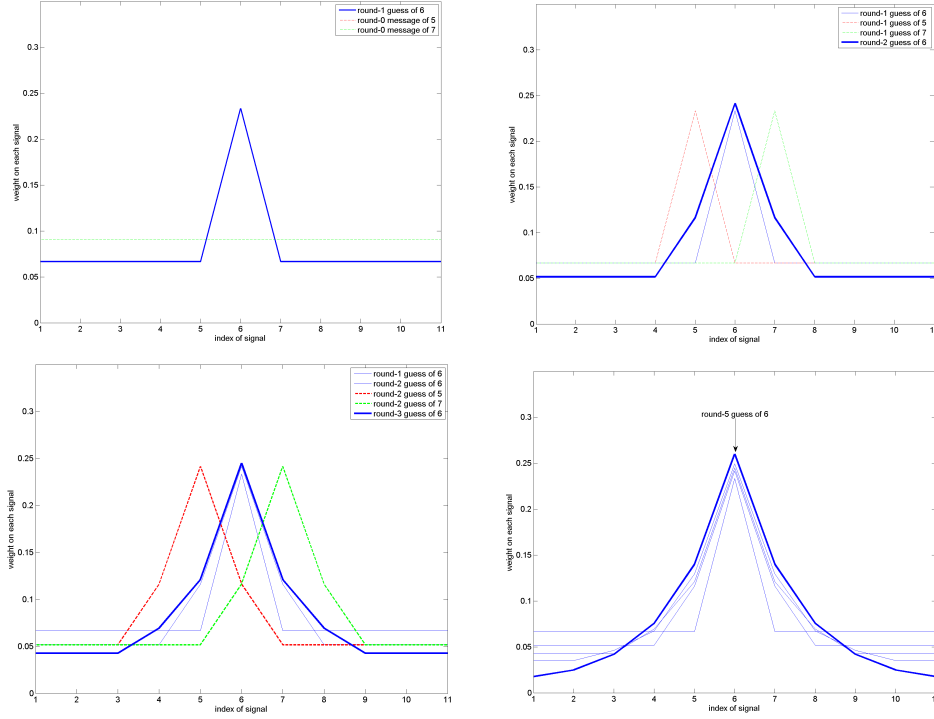 round-1 guess of 6
round-0 message of 5
round-0 message of 7
0.3
0.25
0.2
0.15
0.1
0.05
0
weight on each signal
1 2 3 4 5 6 7 8 9 10 11
index of signal
round-1 guess of 6
round-1 guess of 5
round-1 guess of 7
round-2 guess of 6
0.3
0.25
0.2
0.15
0.1
0.05
0
weight on each signal
1 2 3 4 5 6 7 8 9 10
index of signal
round-1 guess of 6
round-2 guess of 6
round-2 guess of 5
round-2 guess of 7
round-3 guess of 6
0.3
0.25
0.2
0.15
0.1
0.05
0
weight on each signal
1 2 3 4 5 6 7 8 9 10 11
index of signal
round-5 guess of 6
0.3
0.25
0.2
0.15
0.1
0.05
0
weight on each signal
1 2 3 4 5 6 7 8 9 10
index of signal